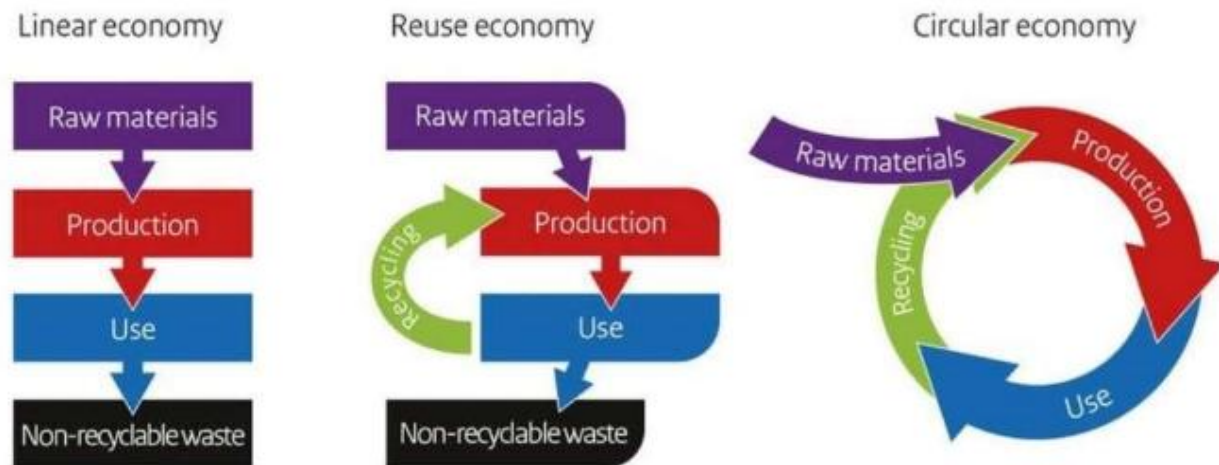 Linear economy
Raw materials
Production
Use
Non-recyclable waste
Reuse economy
Raw materials
Production
Recycling
Use
Non-recyclable waste
Circular economy
Raw materials
Production
Recycling
Use